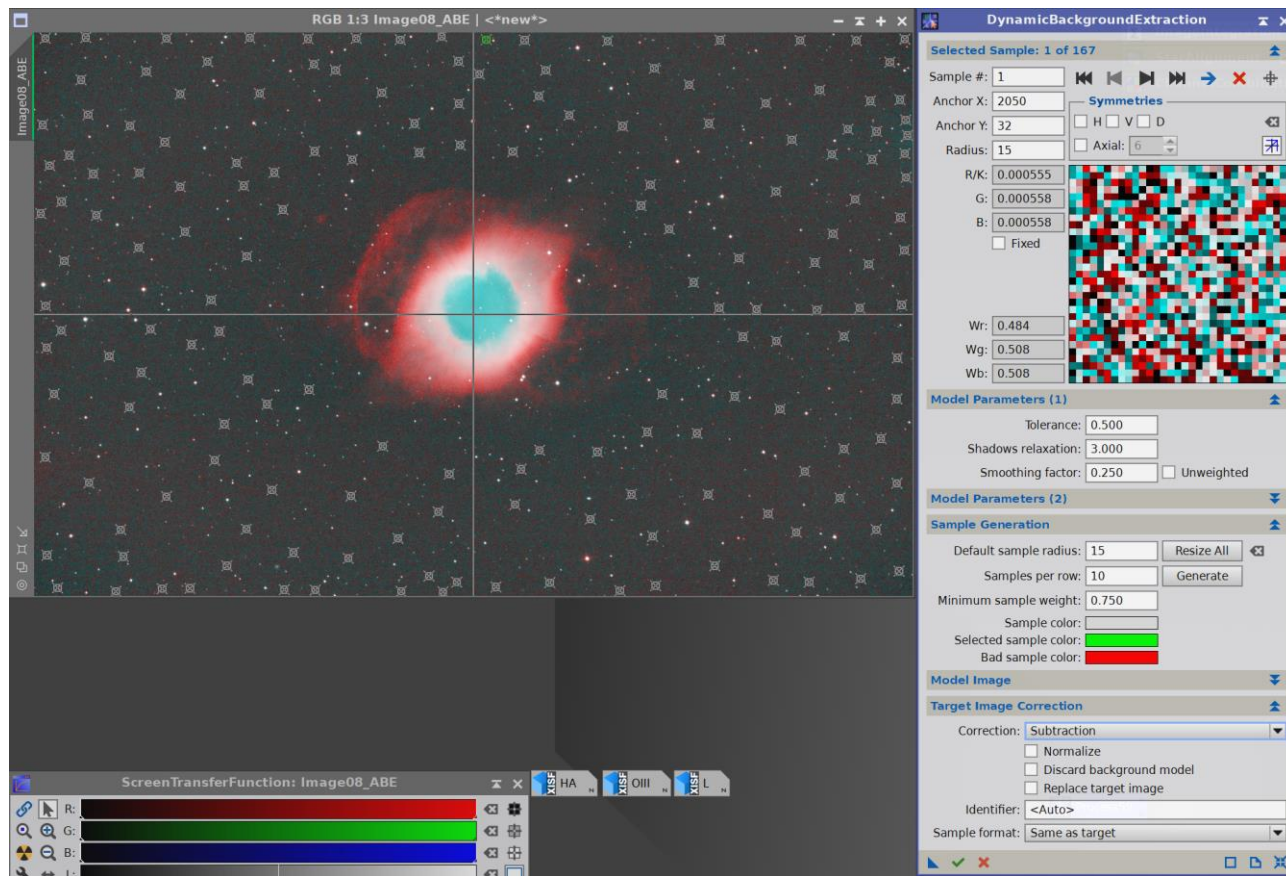 RGB 1:3 Image08_ABE | <*new*>
Image08_ABE
DynamicBackgroundExtraction
Selected Sample: 1 of 167
Sample #: 1
Anchor X: 2050
Anchor Y: 32
Radius: 15
Symmetries
H V D
Axial: 6
R/K: 0.000555
G: 0.000558
B: 0.000558
Fixed
Wr: 0.484
Wg: 0.508
Wb: 0.508
Model Parameters (1)
Tolerance: 0.500
Shadows relaxation: 3.000
Smoothing factor: 0.250 Unweighted
Model Parameters (2)
Sample Generation
Default sample radius: 15 Resize All
Samples per row: 10 Generate
Minimum sample weight: 0.750
Sample color:
Selected sample color:
Bad sample color:
Model Image
Target Image Correction
Correction: Subtraction
Normalize
Discard background model
Replace target image
Identifier: <Auto>
Sample format: Same as target
ScreenTransferFunction: Image08_ABE
R:
G:
B:
L:
XISF HA N
XISF OIII N
XISF L N